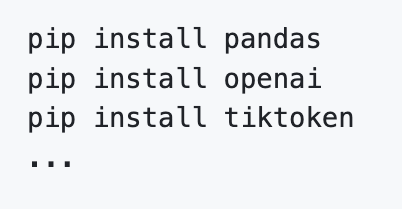 pip install pandas
pip install openai
pip install tiktoken
...